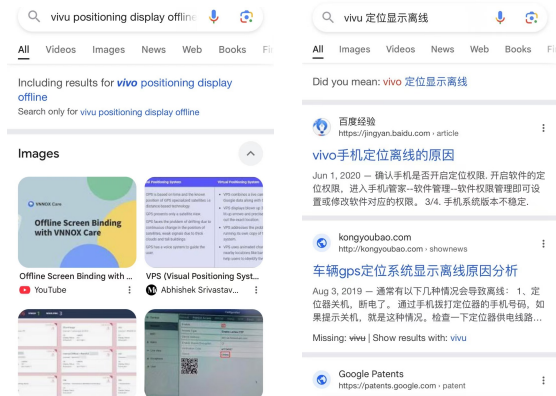 vivu positioning display offline
All Videos Images News Web Books
Including results for vivo positioning display
offline
Search only for vivu positioning display offline
Images
VNNOX Care
Offline Screen Binding
with VNNOX Care
Positioning System
Virtual Positioning System
Offline Screen Binding with ...
YouTube
VPS (Visual Positioning Syst...
Abhishek Srivastav...
vivu 定位显示离线
All Images Videos News Web Books
Did you mean: vivo 定位显示离线
百度经验
https://jingyan.baidu.com › article
vivo手机定位离线的原因
Jun 1, 2020 — 确认手机是否开启定位权限. 开启软件的定
位权限，进入手机/管家--软件管理--软件权限管理即可设
置或修改软件对应的权限。 3/4. 手机系统版本不稳定.
kongyoubao.com
http://kongyoubao.com › shownews
车辆gps定位系统显示离线原因分析
Aug 3, 2019 — 通常有以下几种情况会导致离线： 1、定
位器关机，断电了。 通过手机拨打定位器的手机号码，如
果提示关机，就是这种情况。检查一下定位器供电线路...
Missing: vivu | Show results with: vivu
Google Patents
https://patents.google.com › patent